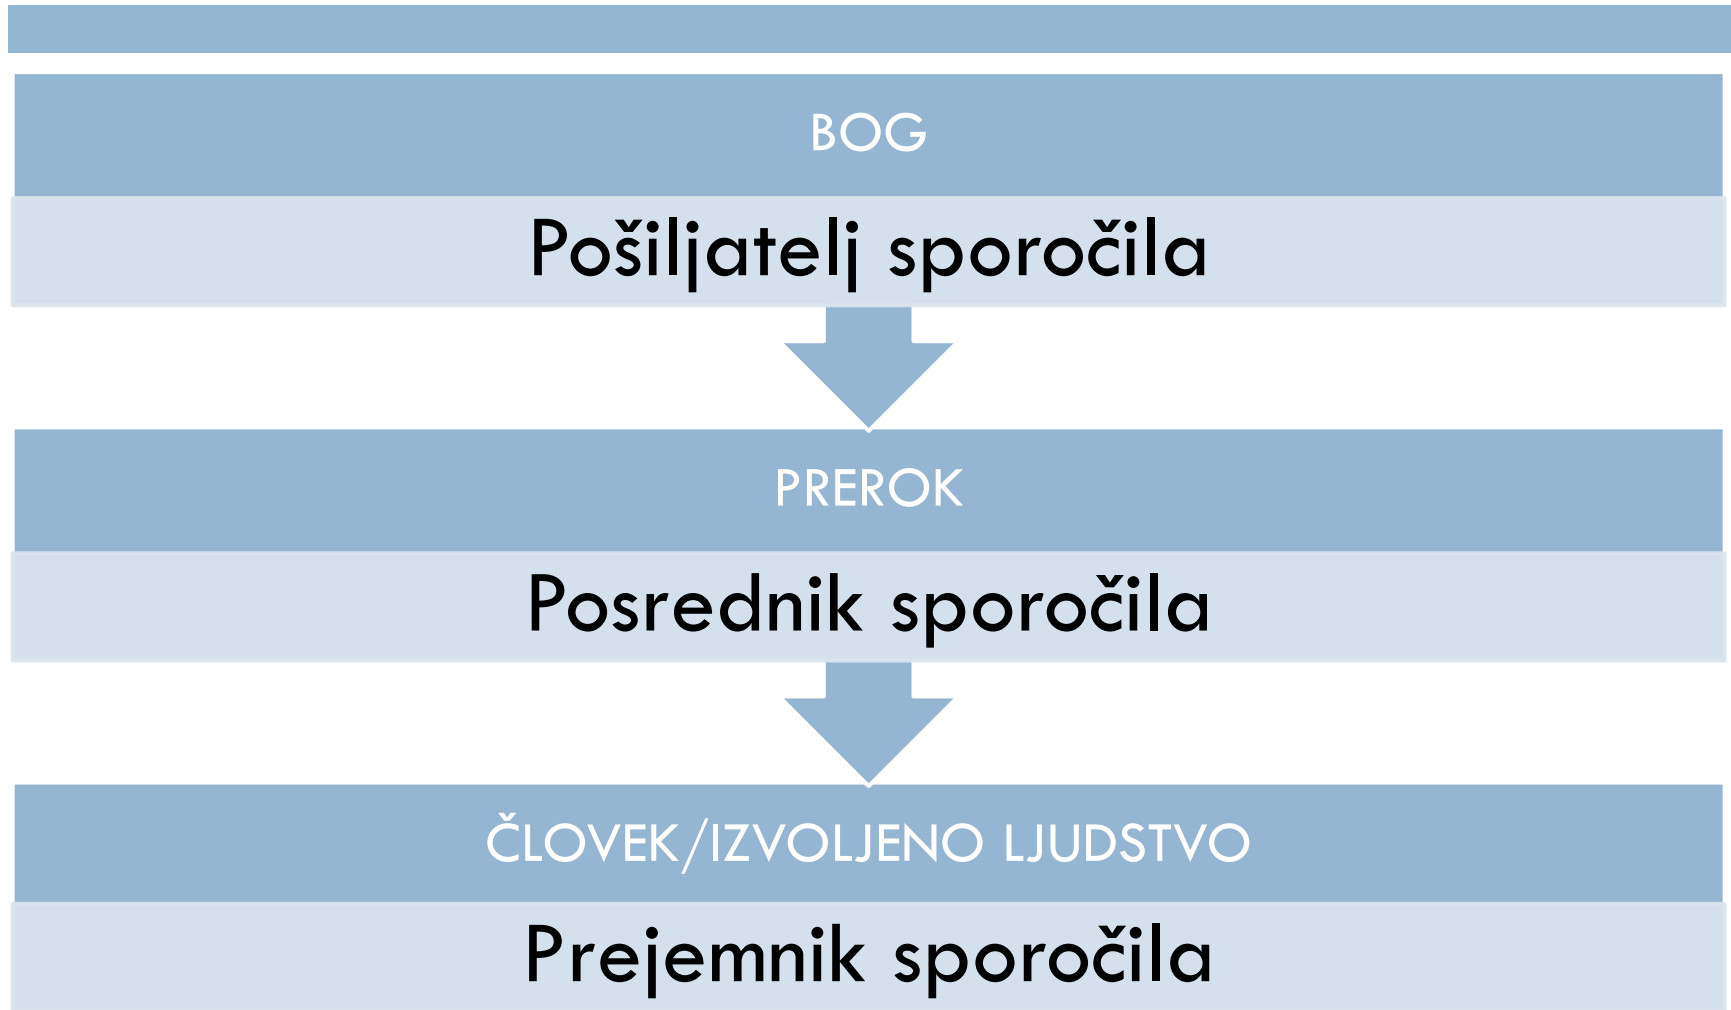 BOG
Pošiljatelj sporočila
PREROK
Posrednik sporočila
ČLOVEK/IZVOLJENO LJUDSTVO
Prejemnik sporočila